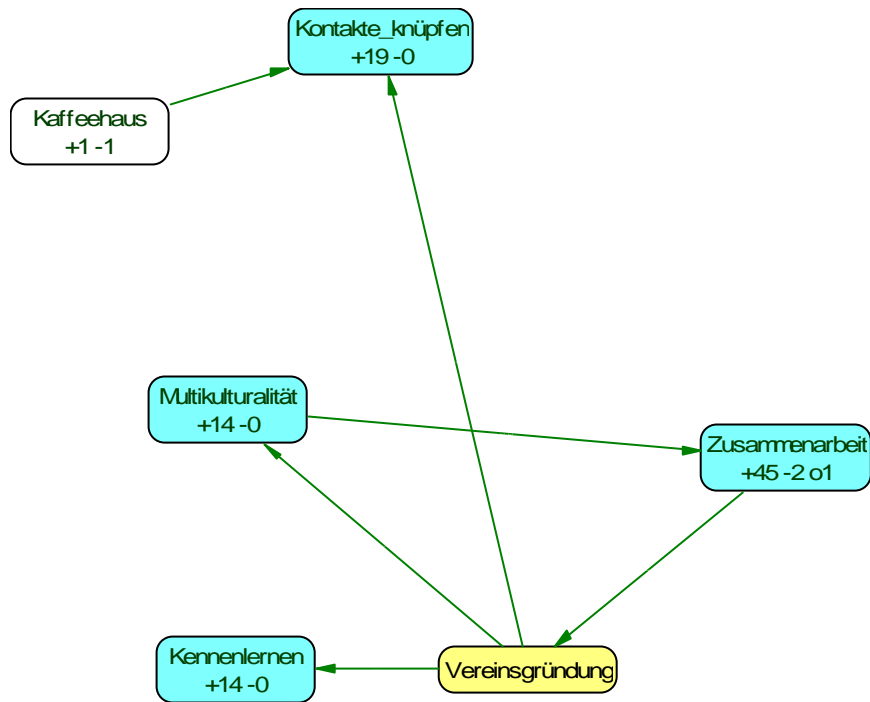 Kontakte_knüpfen
+19 -0
Kaffeehaus
+1 -1
Multikulturalität
+14 -0
Zusammenarbeit
+45 -2 o1
Kennenlernen
+14 -0
Vereinsgründung